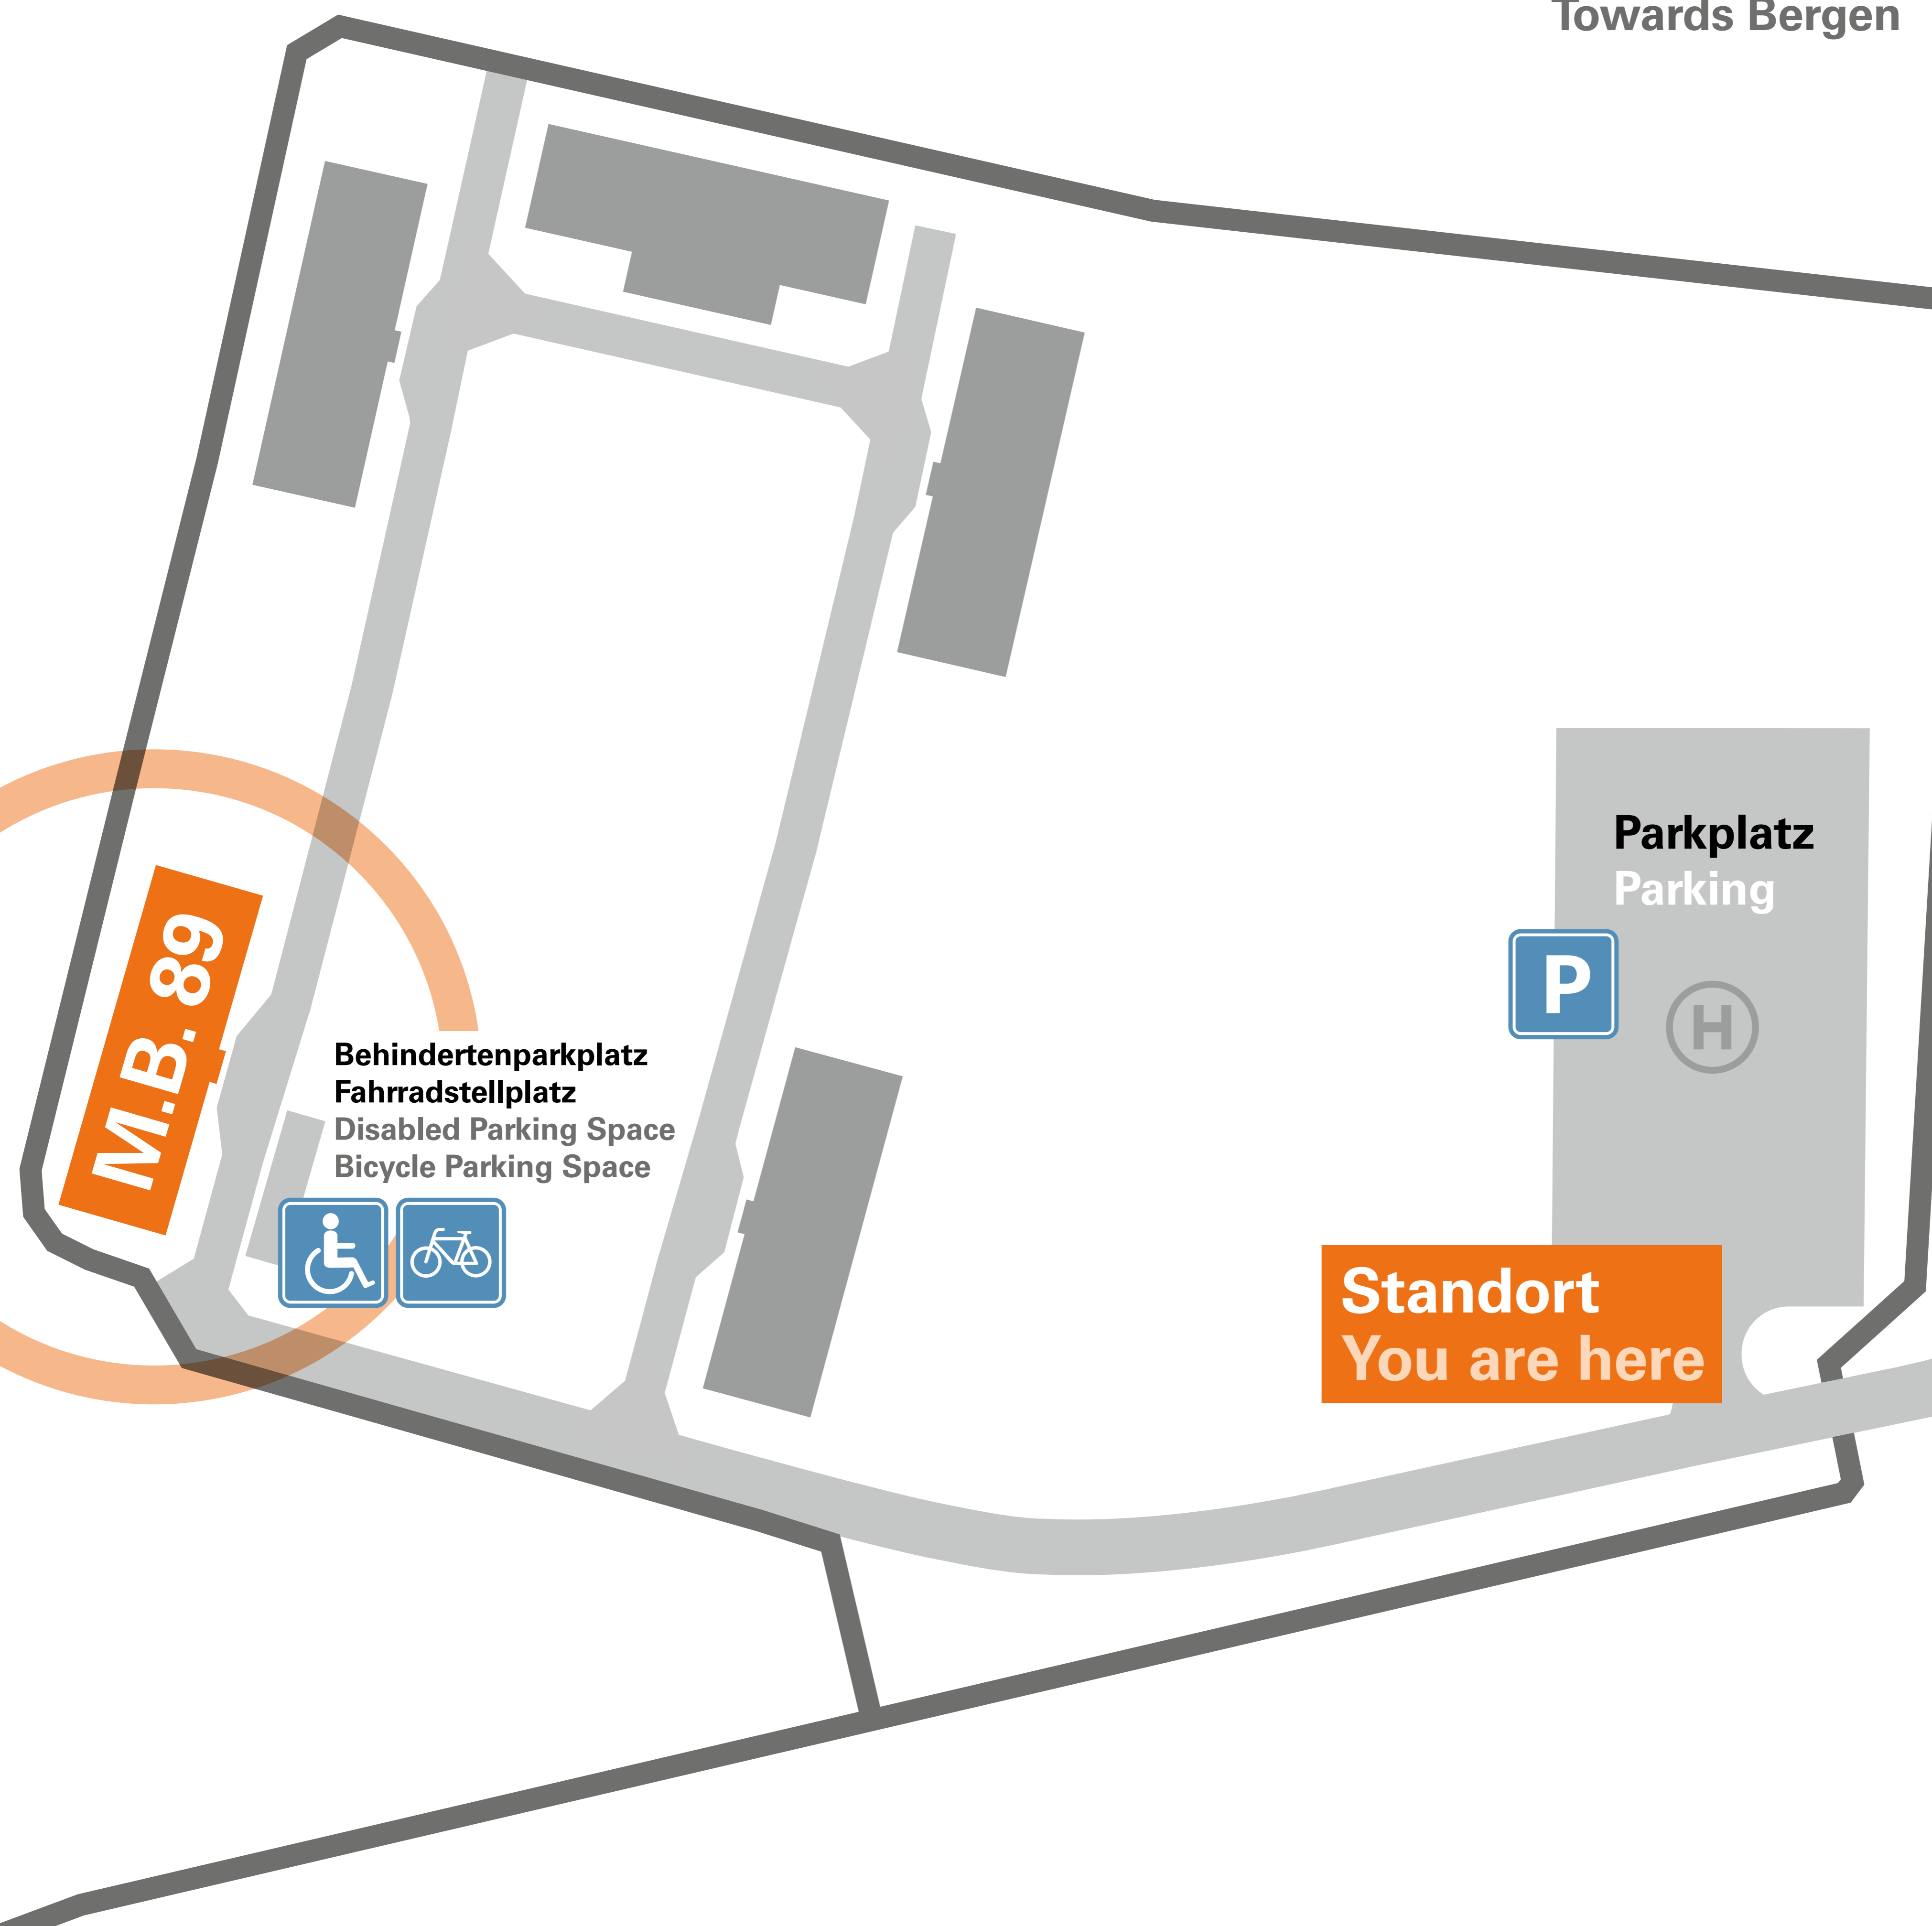 Towards Bergen
Parkplatz
Parking
P
H
M.B. 89
Behindertenparkplatz
Fahrradstellplatz
Disabled Parking Space
Bicycle Parking Space
Standort
You are here